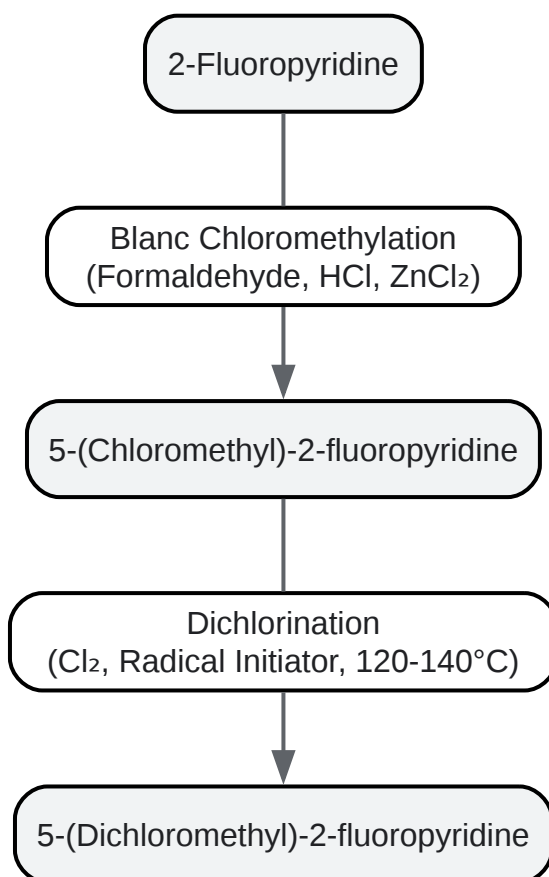 2-Fluoropyridine
Blanc Chloromethylation
(Formaldehyde, HCl, ZnCl₂)
5-(Chloromethyl)-2-fluoropyridine
Dichlorination
(Cl₂, Radical Initiator, 120-140°C)
5-(Dichloromethyl)-2-fluoropyridine